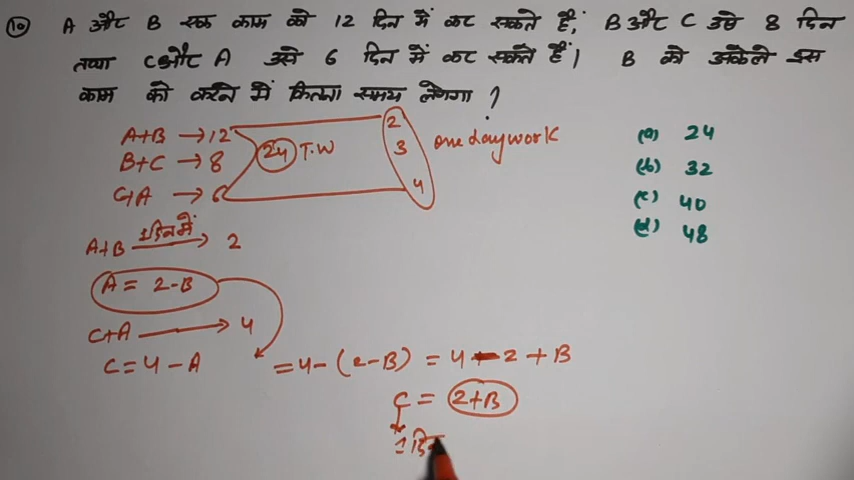 (10) A और B एक काम को 12 दिन में कर सकते हैं, B और C उसे 8 दिन
तथा C और A उसे 6 दिन में कर सकते हैं। B को अकेले इस
काम को करने में कितना समय लगेगा ?
A+B → 12 24 T.W 2 one day work (a) 24
B+C → 8 3 (b) 32
C+A → 6 4 (c) 40
A+B 1 दिन में → 2 (d) 48
A = 2-B
C+A → 4
C = 4 - A = 4 - (2-B) = 4 - 2 + B
C = 2+B
1 दिन